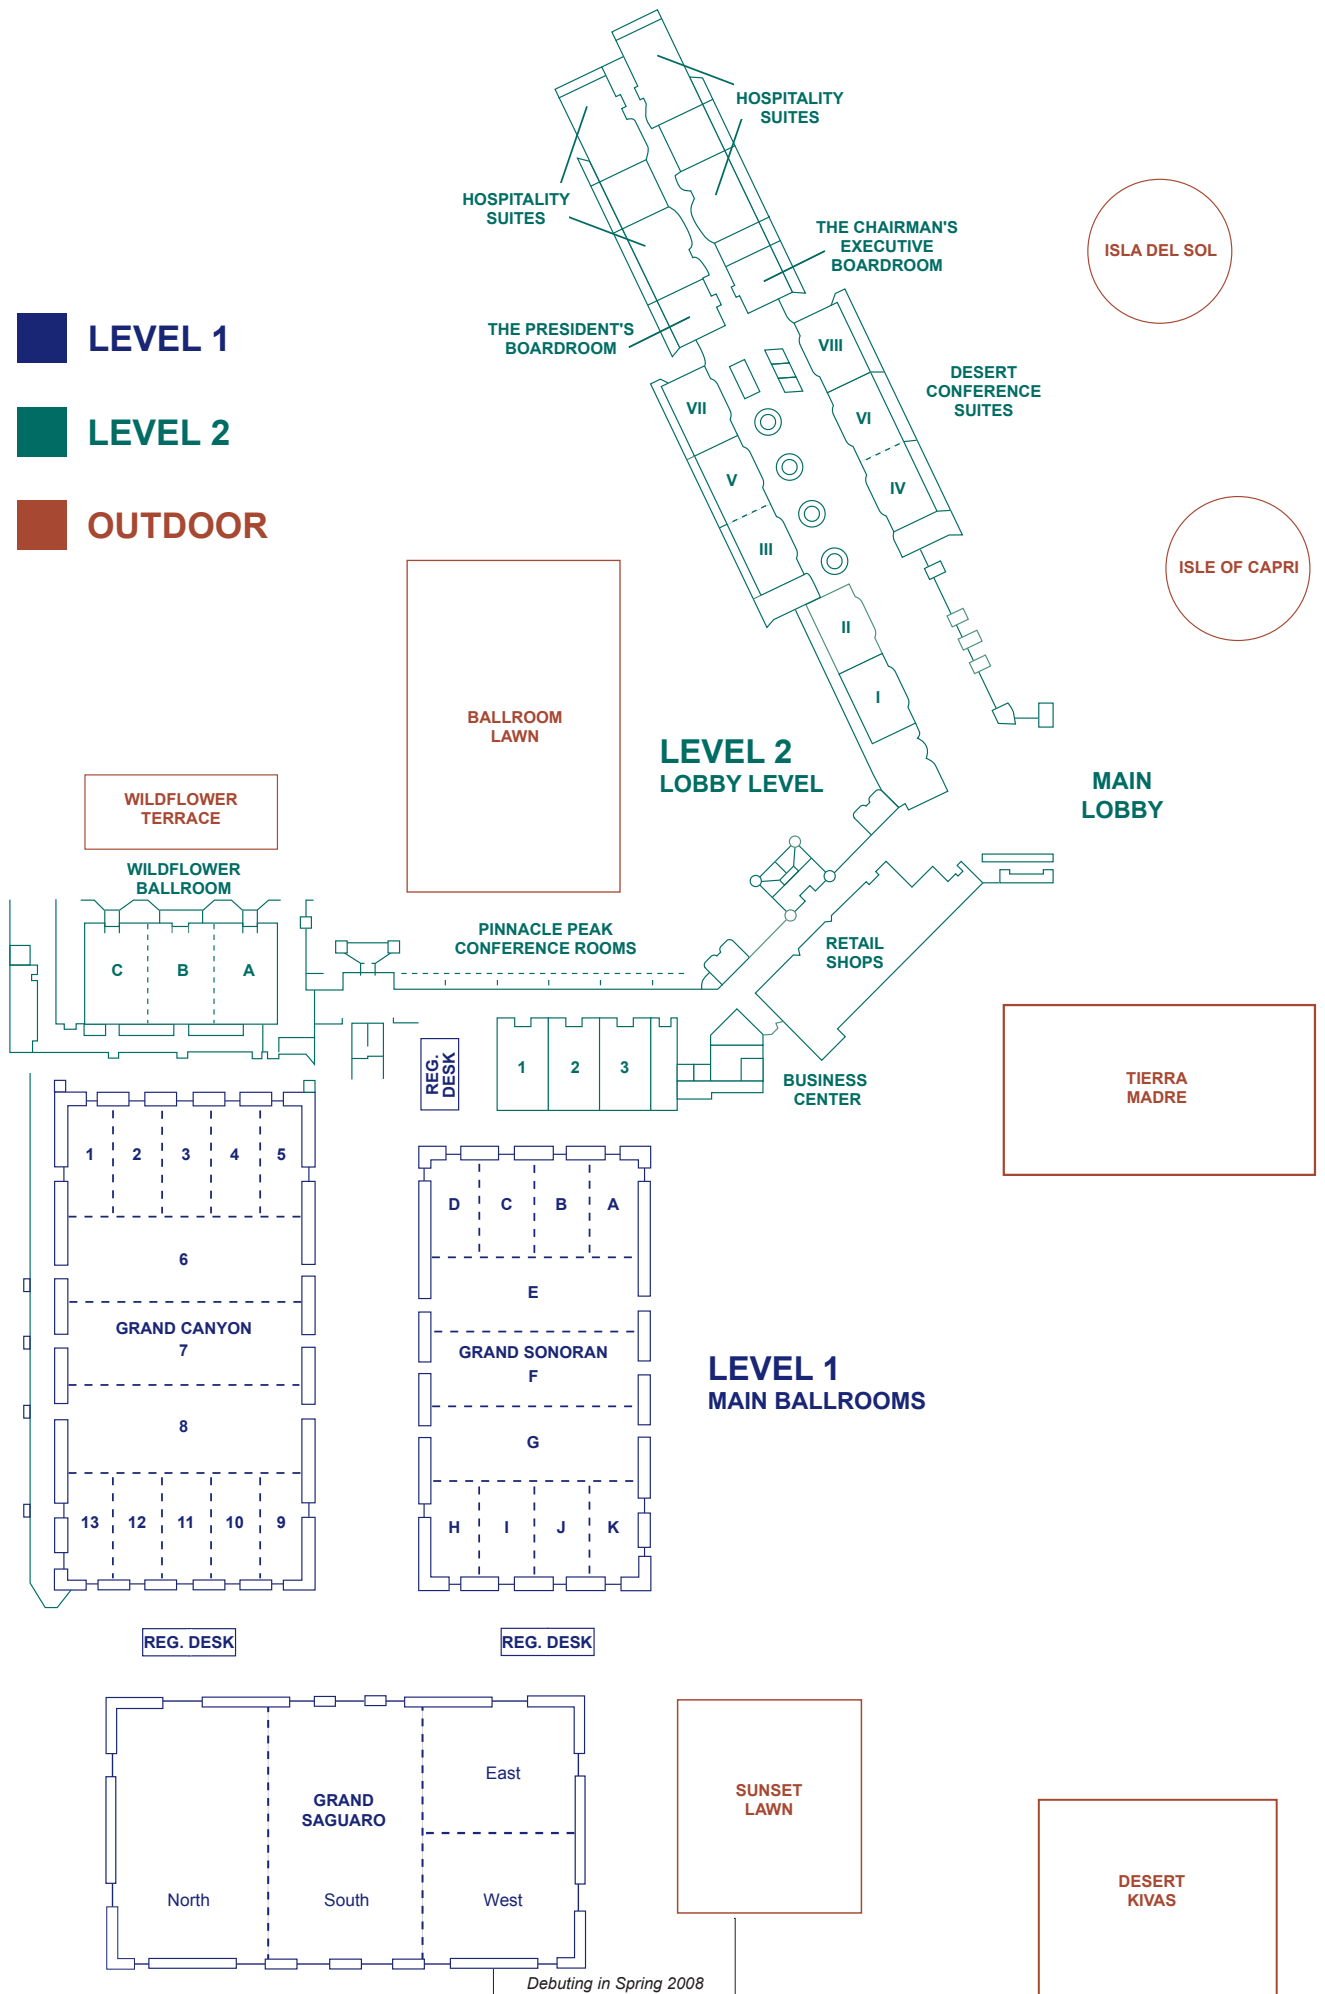 HOSPITALITY
SUITES
HOSPITALITY
SUITES
THE CHAIRMAN'S
EXECUTIVE
BOARDROOM
ISLA DEL SOL
THE PRESIDENT'S
BOARDROOM
LEVEL 1
LEVEL 2
OUTDOOR
VIII
DESERT
CONFERENCE
SUITES
VII
VI
V
IV
III
ISLE OF CAPRI
II
I
BALLROOM
LAWN
LEVEL 2
LOBBY LEVEL
MAIN
LOBBY
WILDFLOWER
TERRACE
WILDFLOWER
BALLROOM
C
B
A
PINNACLE PEAK
CONFERENCE ROOMS
RETAIL
SHOPS
REG.
DESK
1
2
3
BUSINESS
CENTER
TIERRA
MADRE
1
2
3
4
5
6
GRAND CANYON
7
8
13
12
11
10
9
D
C
B
A
E
GRAND SONORAN
F
G
H
I
J
K
LEVEL 1
MAIN BALLROOMS
REG. DESK
REG. DESK
GRAND
SAGUARO
East
North
South
West
SUNSET
LAWN
DESERT
KIVAS
Debuting in Spring 2008